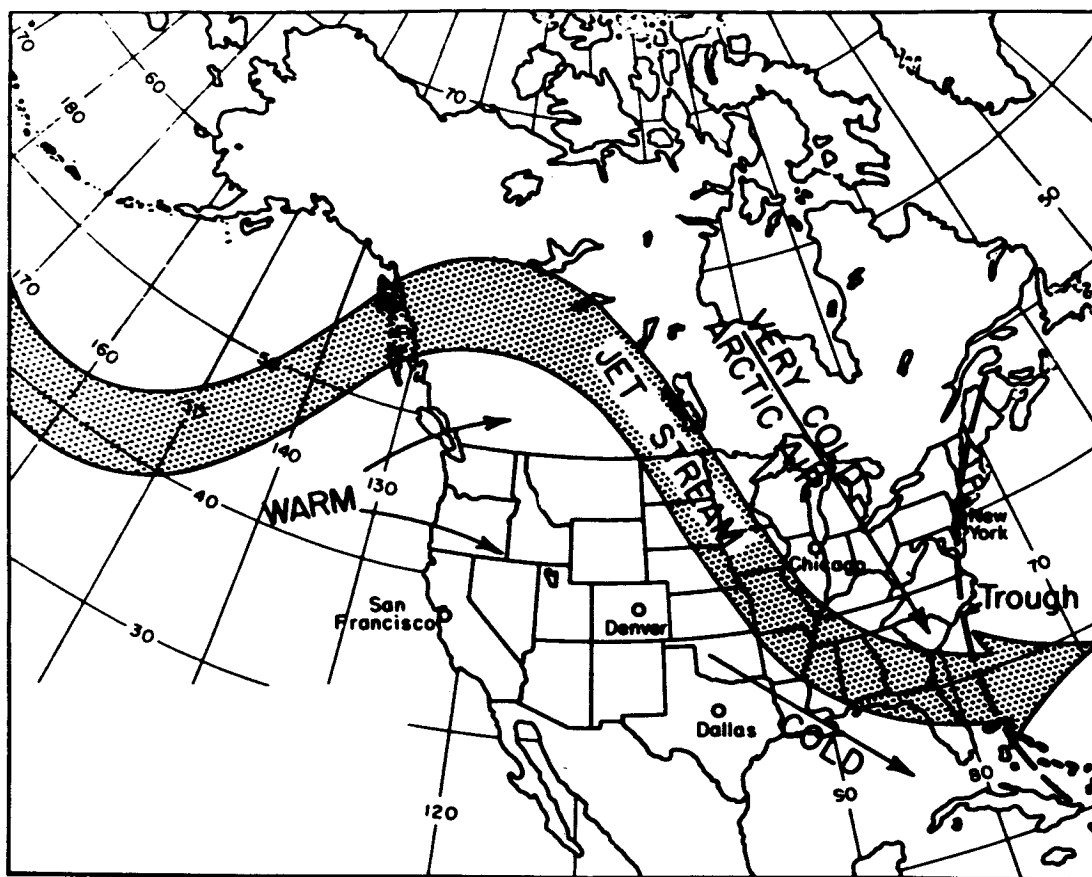 70
60
180
70
50
170
160
50
140
130
40
30
WARM
JET STREAM
VERY COLD
ARCTIC AIR
New
York
Chicago
70
Trough
San
Francisco
Denver
Dallas
COLD
120
90
80